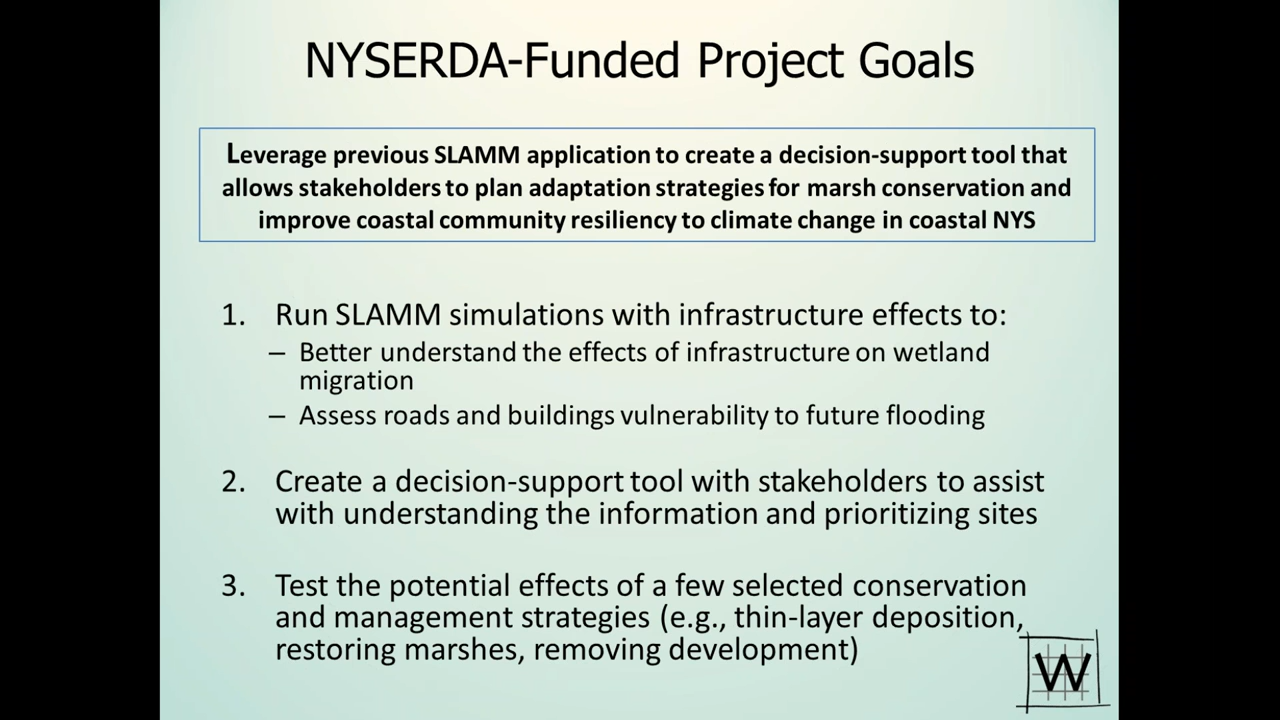 NYSERDA-Funded Project Goals
Leverage previous SLAMM application to create a decision-support tool that
allows stakeholders to plan adaptation strategies for marsh conservation and
improve coastal community resiliency to climate change in coastal NYS
1. Run SLAMM simulations with infrastructure effects to:
– Better understand the effects of infrastructure on wetland
migration
– Assess roads and buildings vulnerability to future flooding
2. Create a decision-support tool with stakeholders to assist
with understanding the information and prioritizing sites
3. Test the potential effects of a few selected conservation
and management strategies (e.g., thin-layer deposition,
restoring marshes, removing development)
W